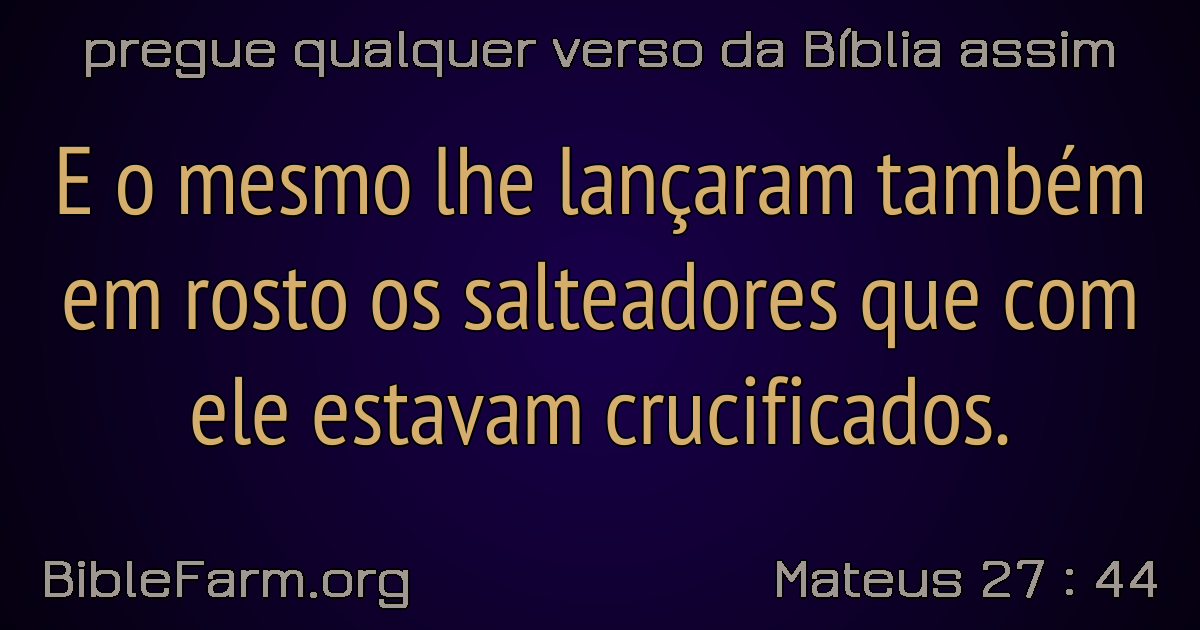 pregue qualquer verso da Bíblia assim
E o mesmo lhe lançaram também
em rosto os salteadores que com
ele estavam crucificados.
BibleFarm.org
Mateus 27 : 44